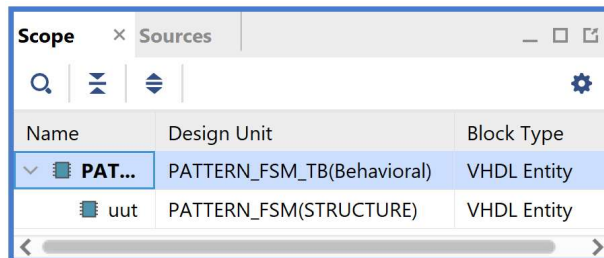 Scope × Sources
Name Design Unit Block Type
PAT... PATTERN_FSM_TB(Behavioral) VHDL Entity
uut PATTERN_FSM(STRUCTURE) VHDL Entity